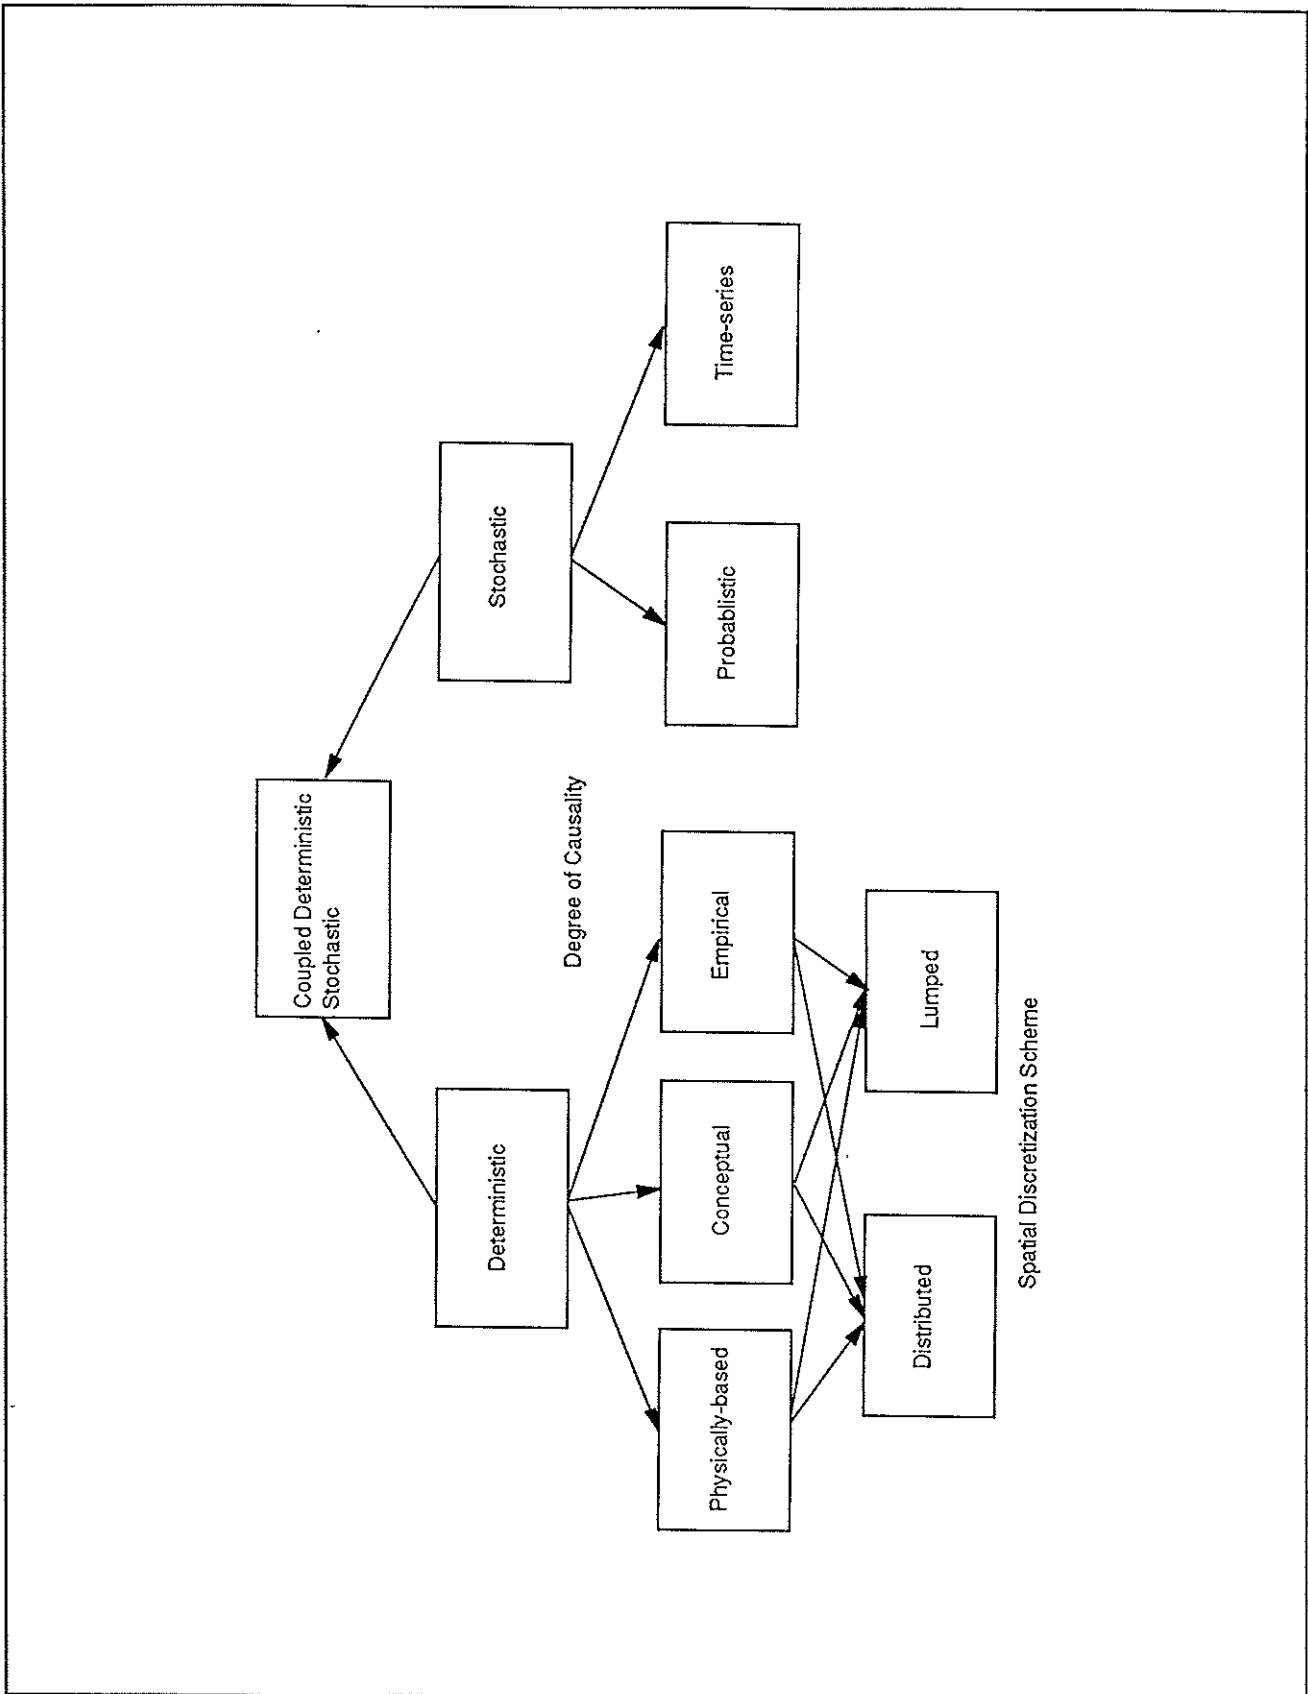 Coupled Deterministic
Stochastic
Deterministic
Stochastic
Degree of Causality
Physically-based
Conceptual
Empirical
Probablistic
Time-series
Distributed
Lumped
Spatial Discretization Scheme